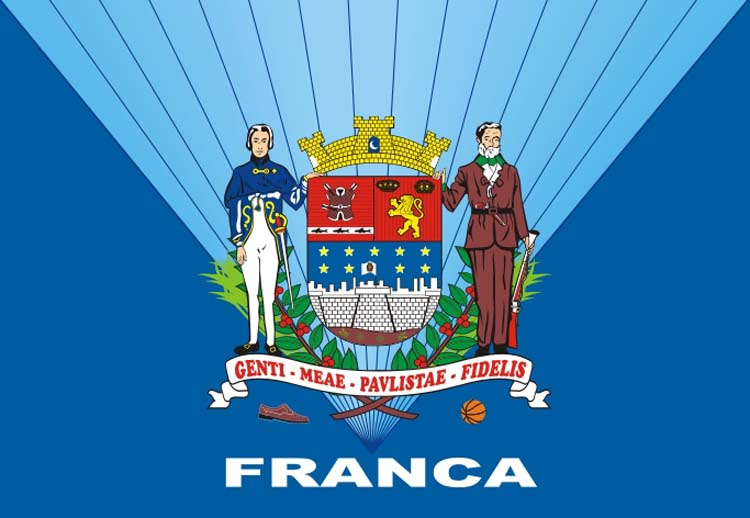 GENTI - MEAE - PAVLISTAE - FIDELIS
FRANCA